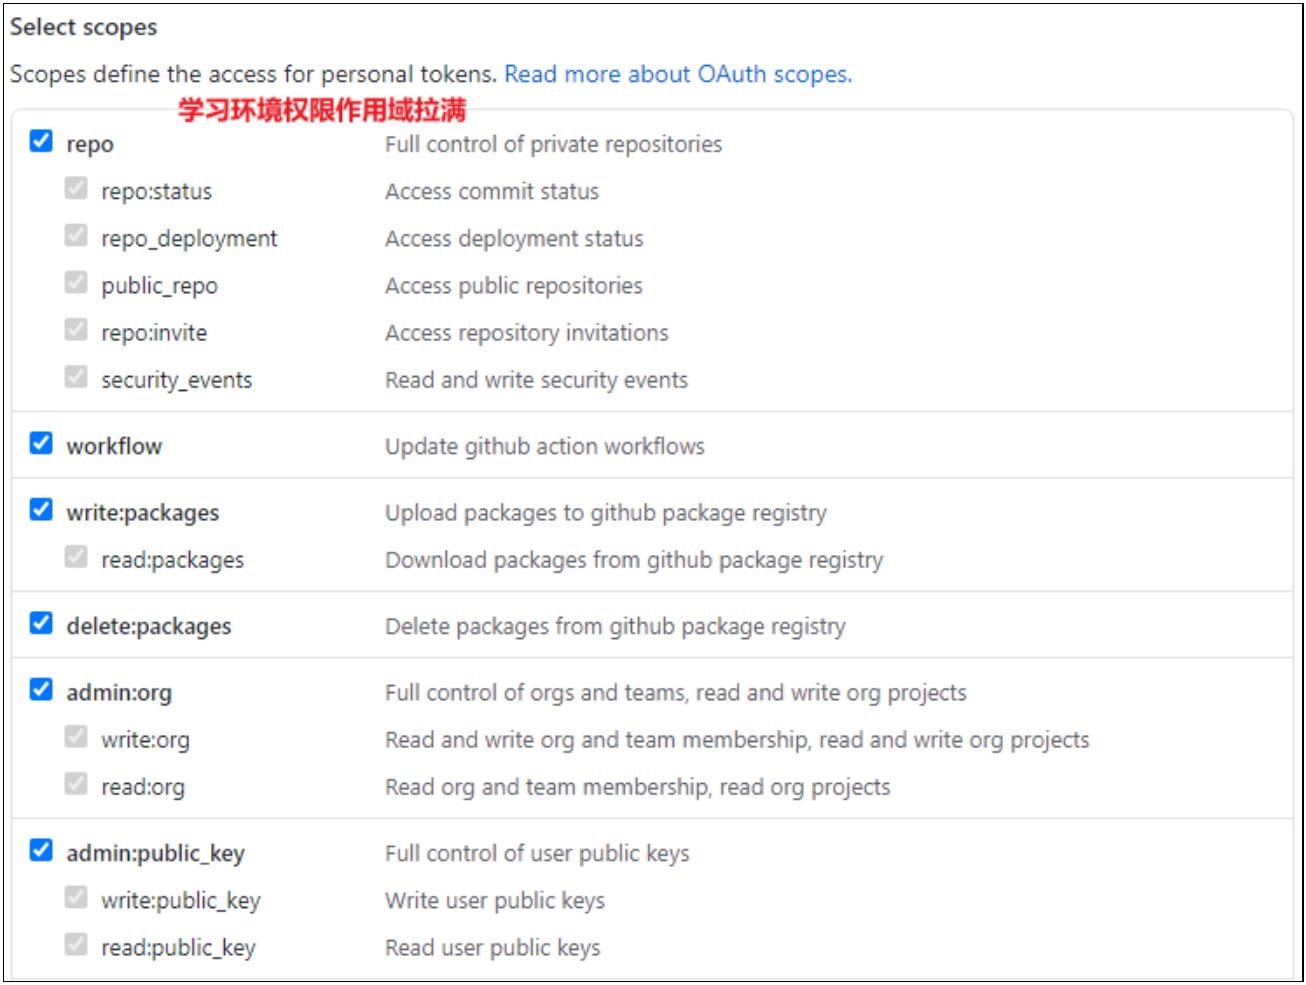 Select scopes
Scopes define the access for personal tokens. Read more about OAuth scopes.
学习环境权限作用域拉满
repo Full control of private repositories
repo:status Access commit status
repo_deployment Access deployment status
public_repo Access public repositories
repo:invite Access repository invitations
security_events Read and write security events
workflow Update github action workflows
write:packages Upload packages to github package registry
read:packages Download packages from github package registry
delete:packages Delete packages from github package registry
admin:org Full control of orgs and teams, read and write org projects
write:org Read and write org and team membership, read and write org projects
read:org Read org and team membership, read org projects
admin:public_key Full control of user public keys
write:public_key Write user public keys
read:public_key Read user public keys